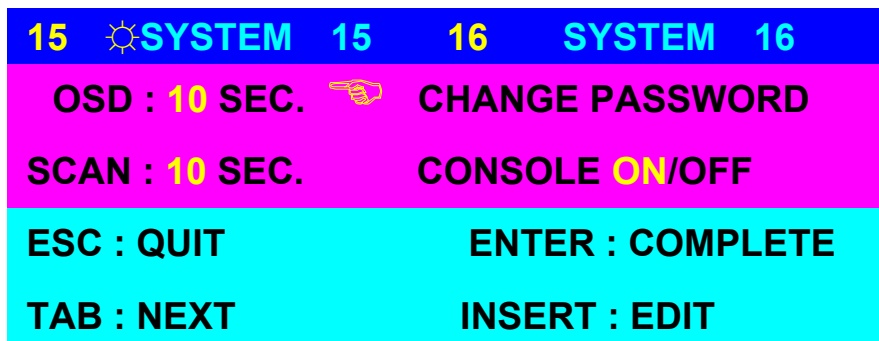 15 ☼SYSTEM 15 16 SYSTEM 16
OSD : 10 SEC. ☜ CHANGE PASSWORD
SCAN : 10 SEC. CONSOLE ON/OFF
ESC : QUIT ENTER : COMPLETE
TAB : NEXT INSERT : EDIT